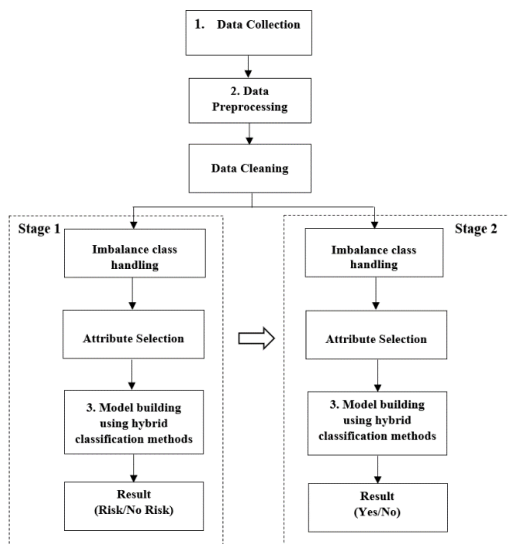 1. Data Collection
2. Data
Preprocessing
Data Cleaning
Stage 1
Imbalance class
handling
Attribute Selection
3. Model building
using hybrid
classification methods
Result
(Risk/No Risk)
Stage 2
Imbalance class
handling
Attribute Selection
3. Model building
using hybrid
classification methods
Result
(Yes/No)